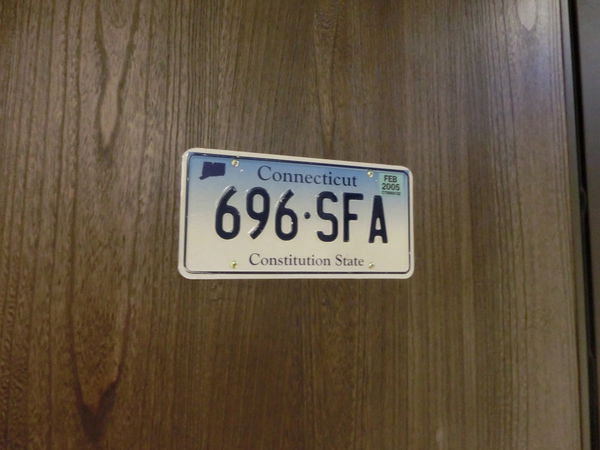 Connecticut
FEB
2005
696·SFA
Constitution State